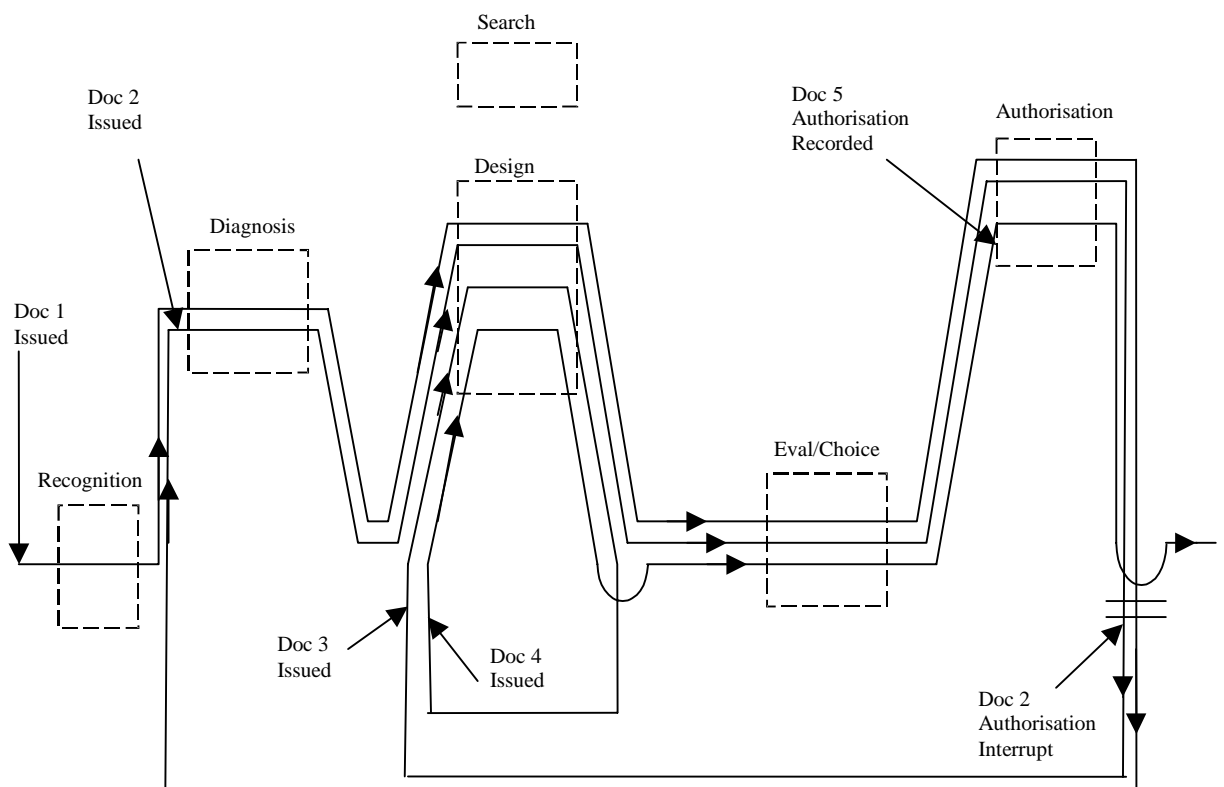 Search
Doc 2
Issued
Doc 5
Authorisation
Recorded
Authorisation
Design
Diagnosis
Doc 1
Issued
Recognition
Eval/Choice
Doc 3
Issued
Doc 4
Issued
Doc 2
Authorisation
Interrupt